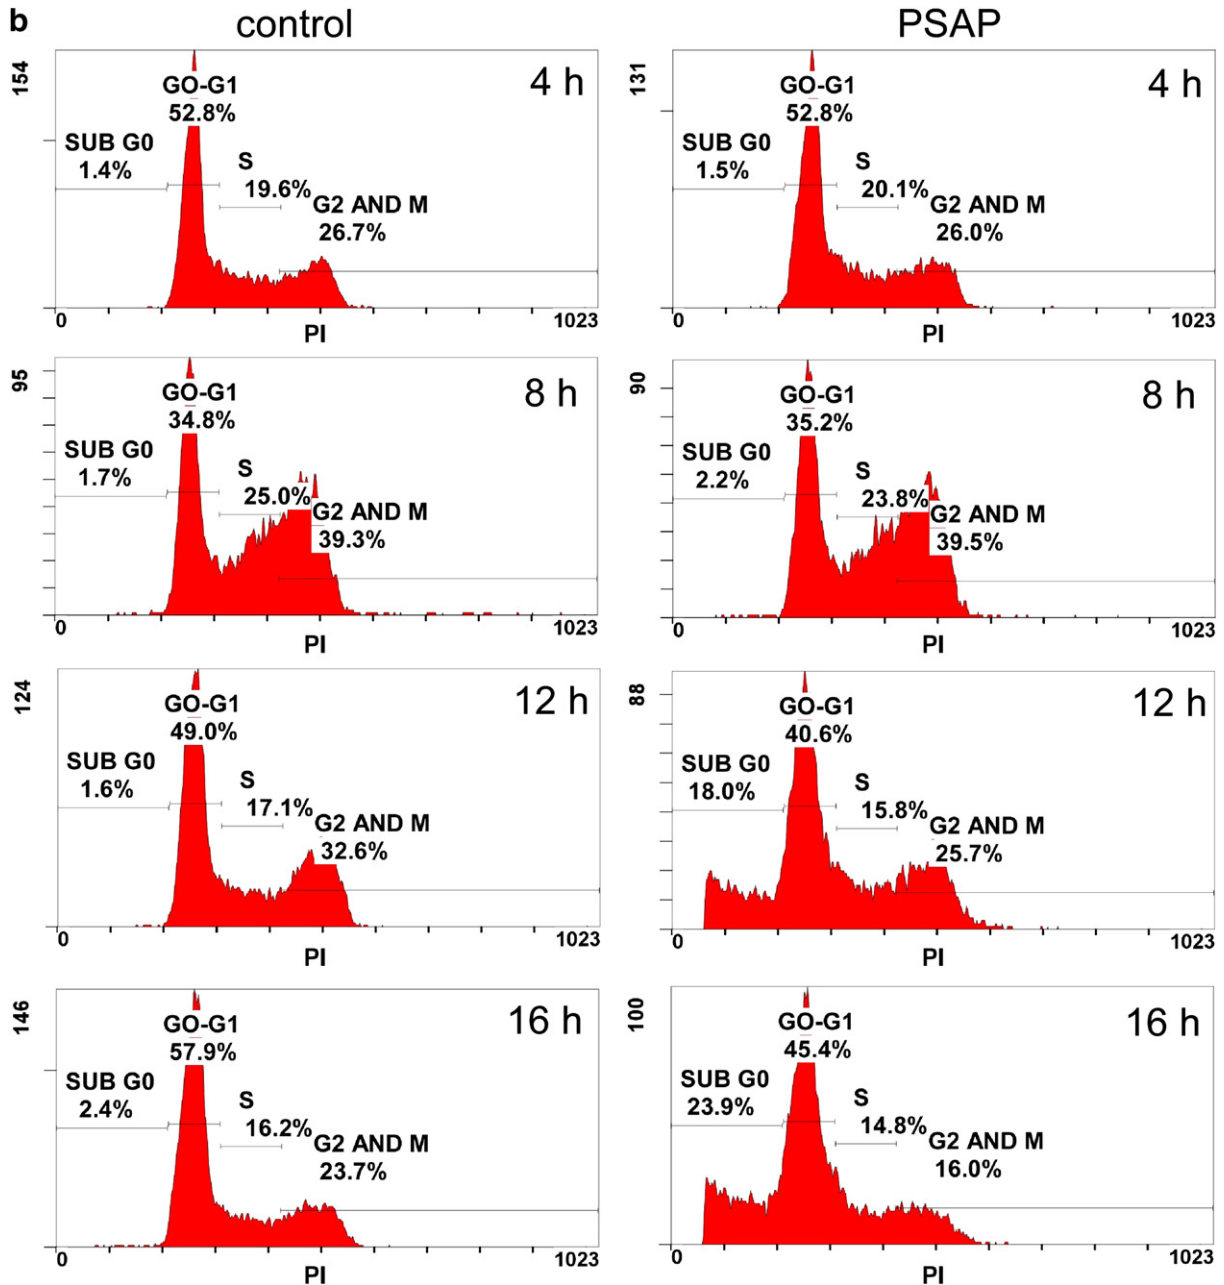 b
control
PSAP
154
4 h
GO-G1
52.8%
SUB G0
1.4%
S
19.6%
G2 AND M
26.7%
0
1023
PI
131
4 h
GO-G1
52.8%
SUB G0
1.5%
S
20.1%
G2 AND M
26.0%
0
1023
PI
95
8 h
GO-G1
34.8%
SUB G0
1.7%
S
25.0%
G2 AND M
39.3%
0
1023
PI
90
8 h
GO-G1
35.2%
SUB G0
2.2%
S
23.8%
G2 AND M
39.5%
0
1023
PI
124
12 h
GO-G1
49.0%
SUB G0
1.6%
S
17.1%
G2 AND M
32.6%
0
1023
PI
88
12 h
GO-G1
40.6%
SUB G0
18.0%
S
15.8%
G2 AND M
25.7%
0
1023
PI
146
16 h
GO-G1
57.9%
SUB G0
2.4%
S
16.2%
G2 AND M
23.7%
0
1023
PI
100
16 h
GO-G1
45.4%
SUB G0
23.9%
S
14.8%
G2 AND M
16.0%
0
1023
PI